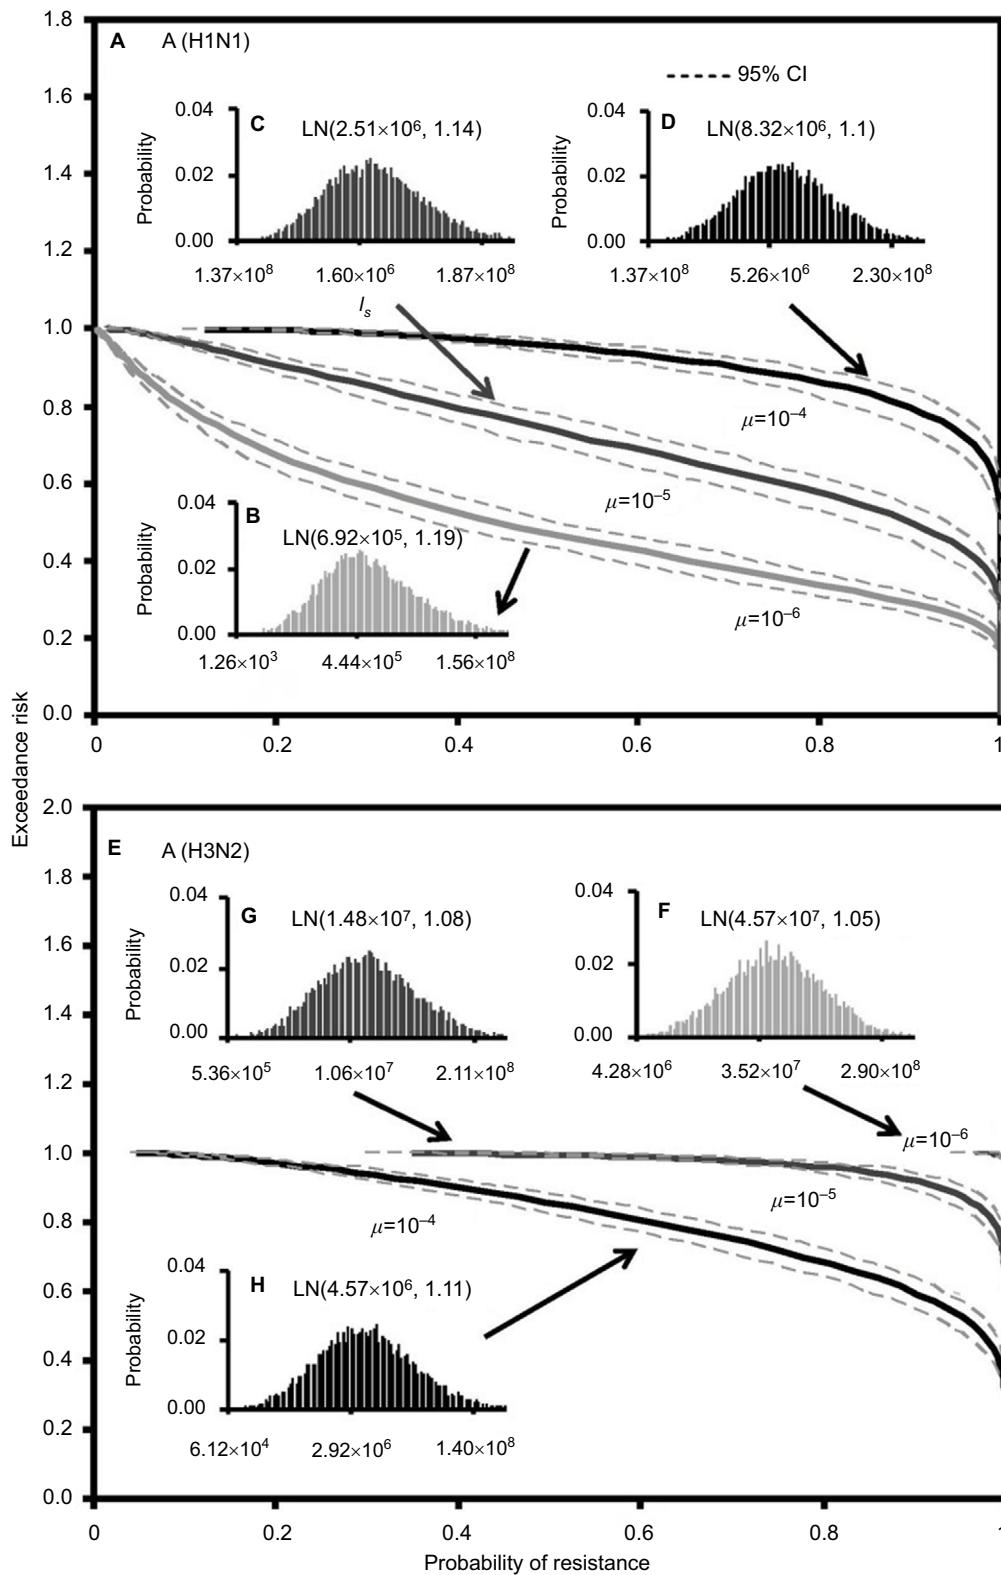 1.8
A A (H1N1)
95% CI
1.6
0.04
C
LN(2.51×10⁶, 1.14)
0.04
D
LN(8.32×10⁶, 1.1)
1.4
Probability
0.02
Probability
0.02
0.00
0.00
1.2
1.37×10⁸ 1.60×10⁶ 1.87×10⁸
1.37×10⁸ 5.26×10⁶ 2.30×10⁸
Iₛ
1.0
0.8
μ=10⁻⁴
0.6
μ=10⁻⁵
0.04
B
LN(6.92×10⁵, 1.19)
Probability
0.02
0.4
0.00
μ=10⁻⁶
0.2
1.26×10³ 4.44×10⁵ 1.56×10⁸
0.0
0 0.2 0.4 0.6 0.8 1
Exceedance risk
2.0
E A (H3N2)
1.8
0.04
G
LN(1.48×10⁷, 1.08)
0.04
F
LN(4.57×10⁷, 1.05)
1.6
Probability
0.02
Probability
0.02
1.4
0.00
0.00
5.36×10⁵ 1.06×10⁷ 2.11×10⁸
4.28×10⁶ 3.52×10⁷ 2.90×10⁸
1.2
μ=10⁻⁶
1.0
μ=10⁻⁵
0.8
μ=10⁻⁴
0.04
H
LN(4.57×10⁶, 1.11)
0.6
Probability
0.02
0.4
0.00
0.2
6.12×10⁴ 2.92×10⁶ 1.40×10⁸
0.0
0 0.2 0.4 0.6 0.8 1
Probability of resistance